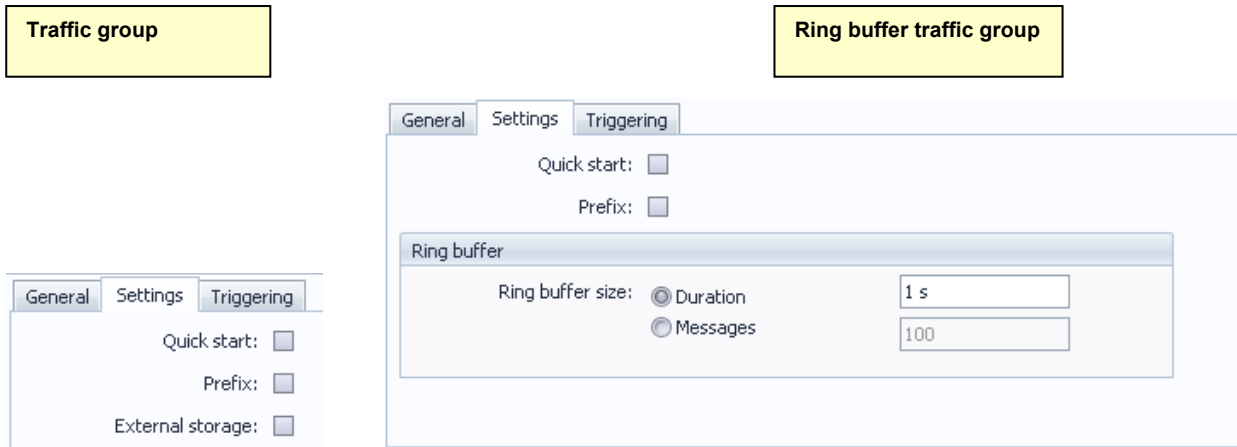 Traffic group
Ring buffer traffic group
General Settings Triggering
Quick start:
Prefix:
External storage:
General Settings Triggering
Quick start:
Prefix:
Ring buffer
Ring buffer size: Duration 1 s
Messages 100